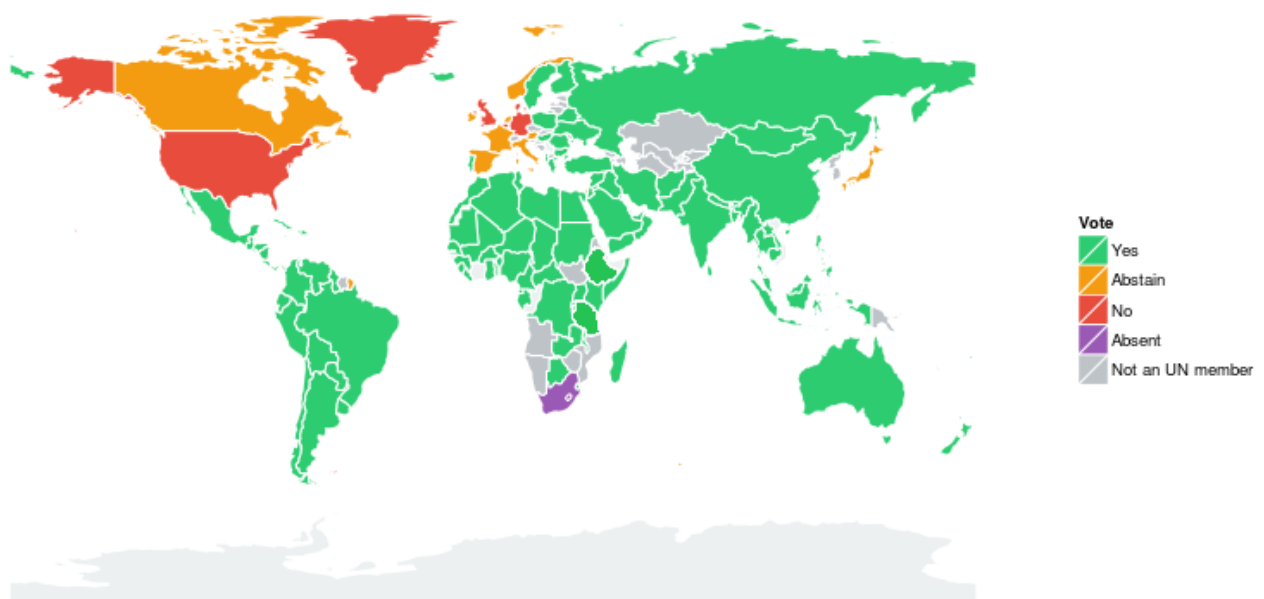 Vote
Yes
Abstain
No
Absent
Not an UN member